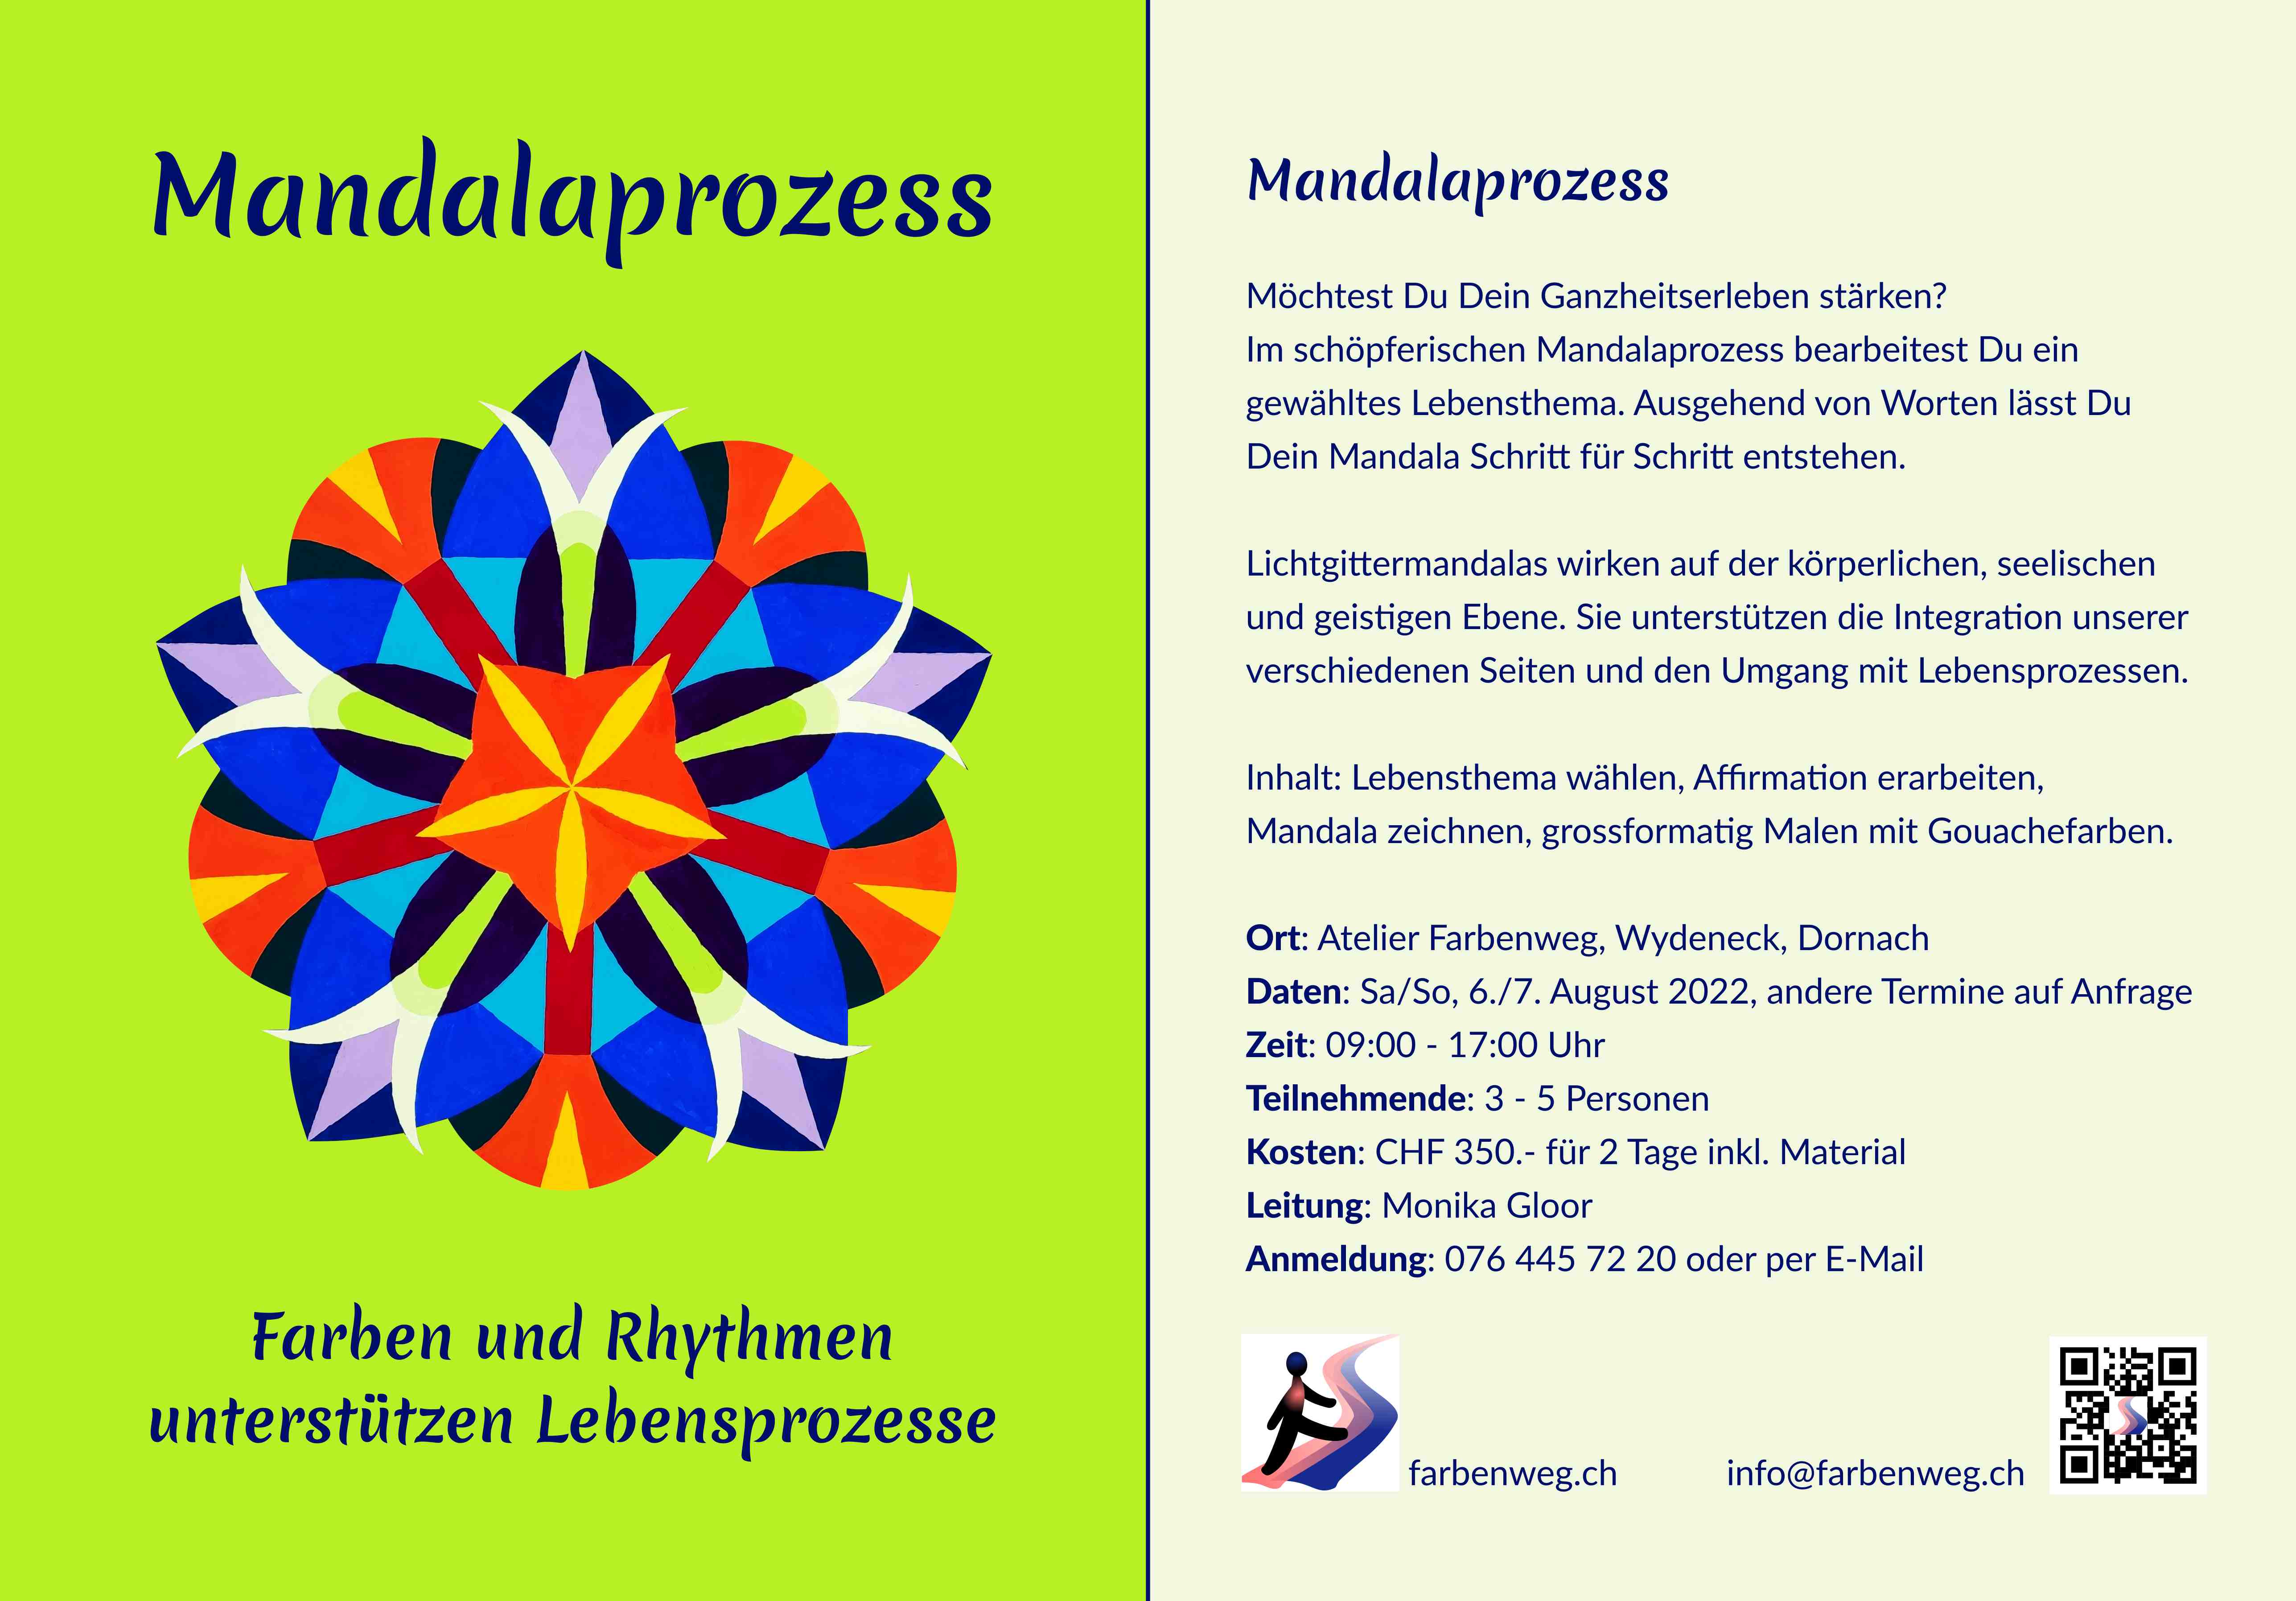 Mandalaprozess
Farben und Rhythmen
unterstützen Lebensprozesse
Mandalaprozess
Möchtest Du Dein Ganzheitserleben stärken?
Im schöpferischen Mandalaprozess bearbeitest Du ein
gewähltes Lebensthema. Ausgehend von Worten lässt Du
Dein Mandala Schritt für Schritt entstehen.
Lichtgittermandalas wirken auf der körperlichen, seelischen
und geistigen Ebene. Sie unterstützen die Integration unserer
verschiedenen Seiten und den Umgang mit Lebensprozessen.
Inhalt: Lebensthema wählen, Affirmation erarbeiten,
Mandala zeichnen, grossformatig Malen mit Gouachefarben.
Ort: Atelier Farbenweg, Wydeneck, Dornach
Daten: Sa/So, 6./7. August 2022, andere Termine auf Anfrage
Zeit: 09:00 - 17:00 Uhr
Teilnehmende: 3 - 5 Personen
Kosten: CHF 350.- für 2 Tage inkl. Material
Leitung: Monika Gloor
Anmeldung: 076 445 72 20 oder per E-Mail
farbenweg.ch
info@farbenweg.ch